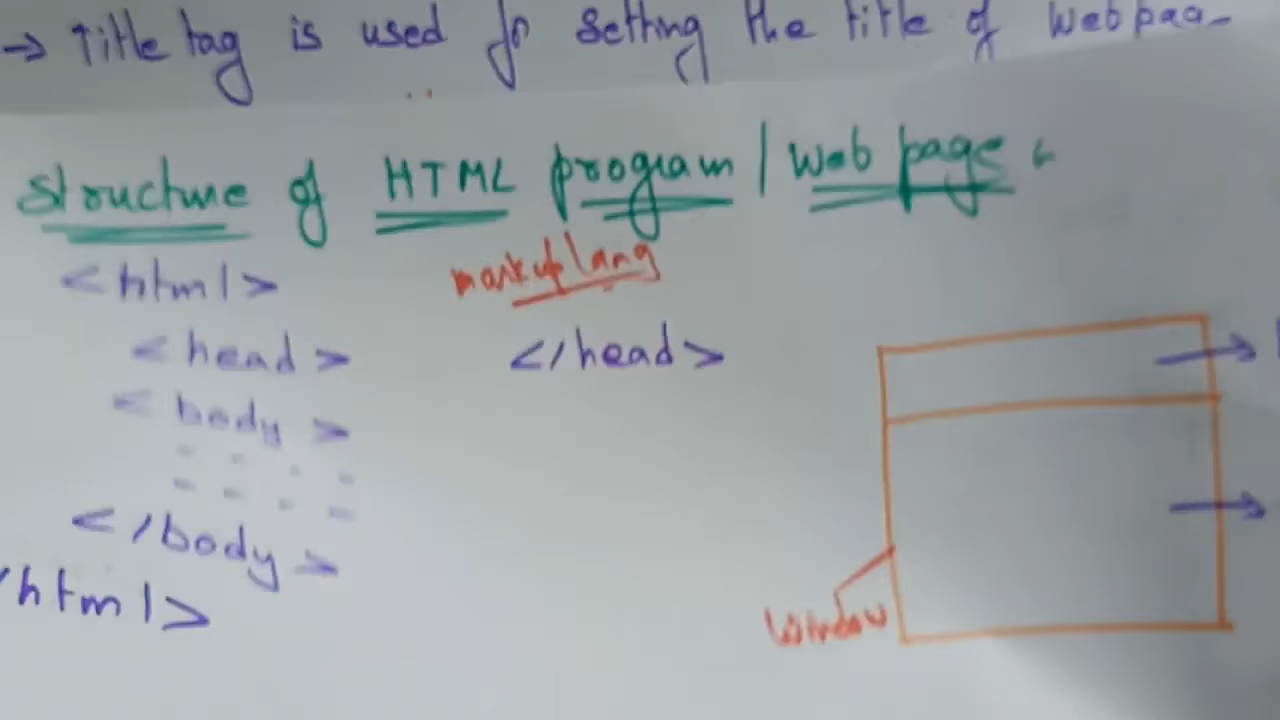 → Title tag is used for setting the title of
Structure of HTML program / Web page
markup lang
<html>
<head> </head>
<body>
- - - -
- - - -
</body>
/html>
window